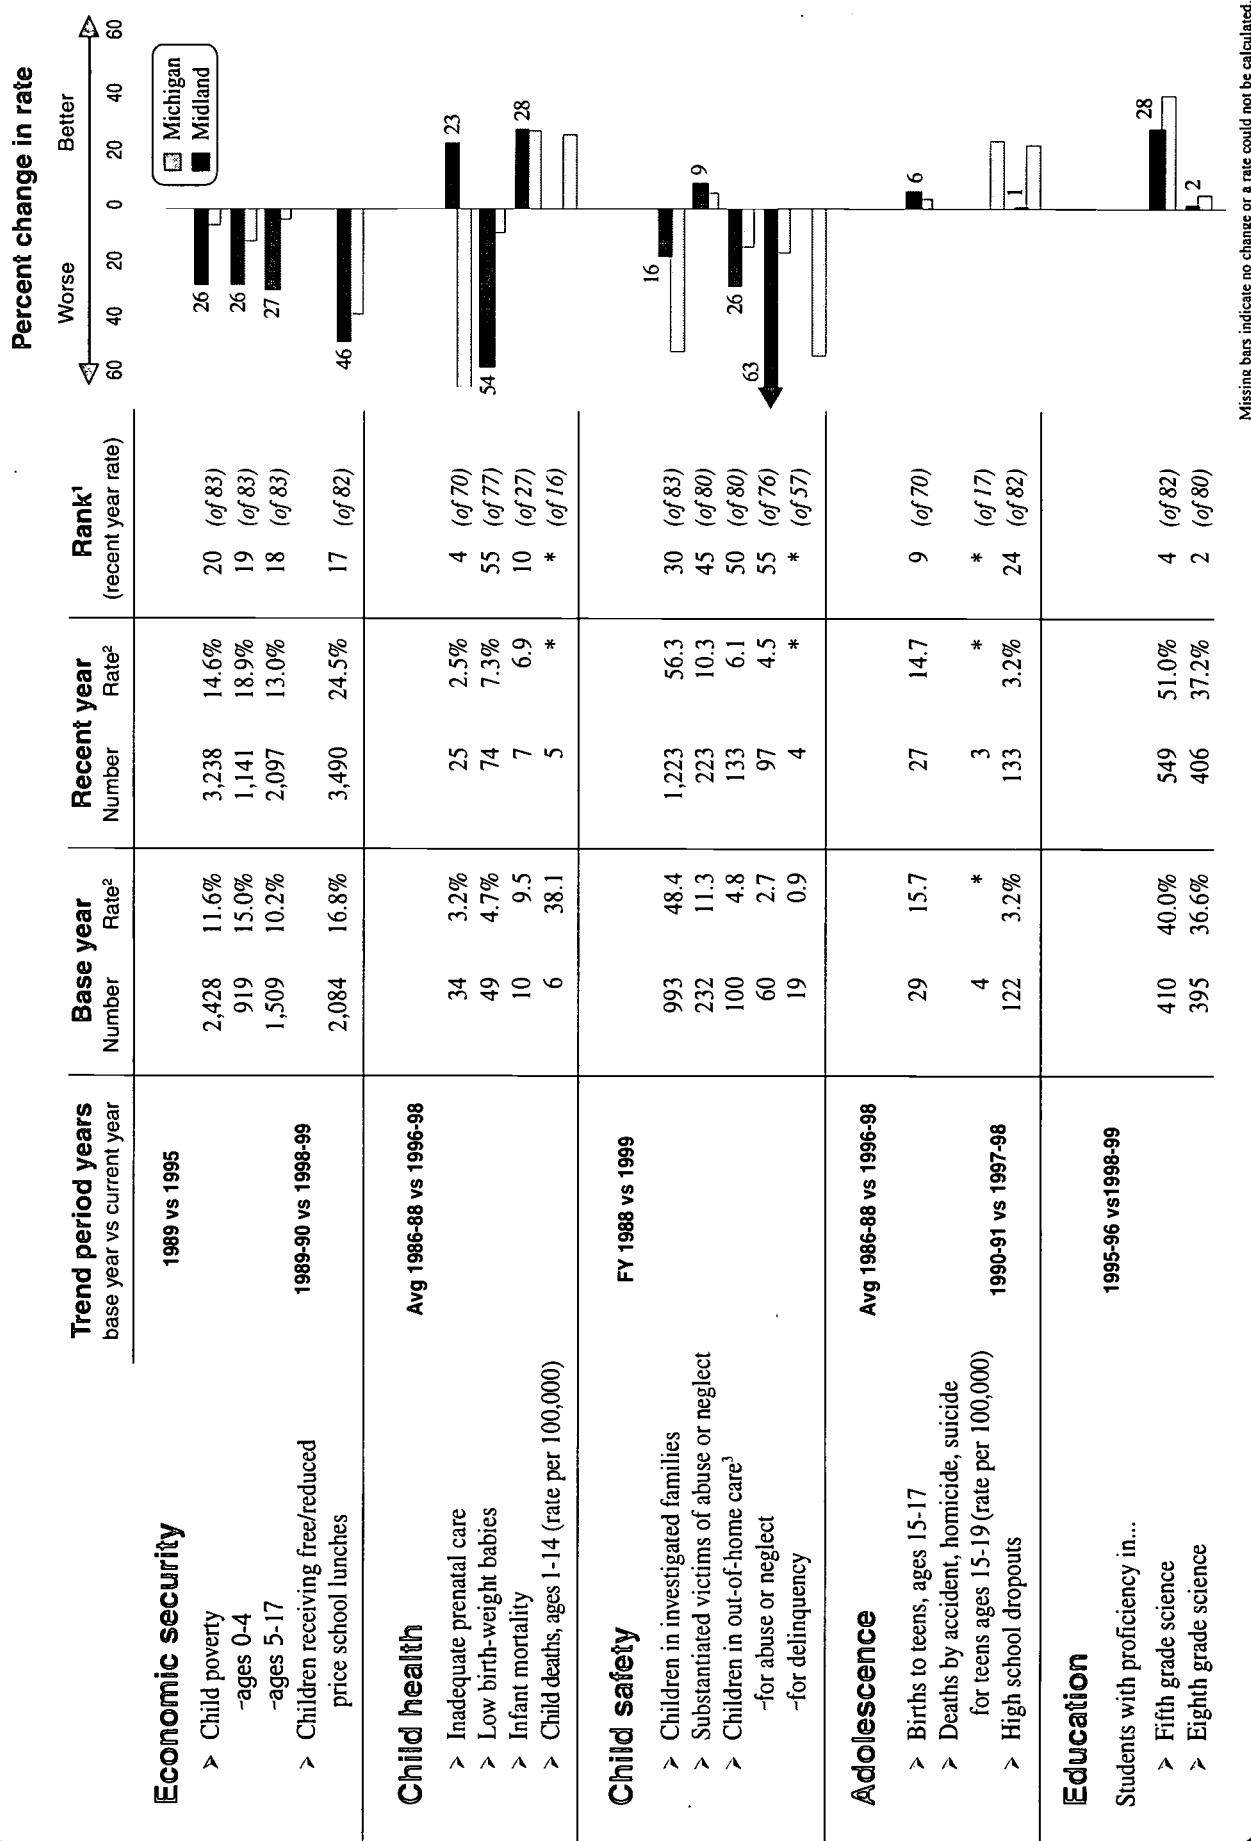 Percent change in rate
Worse Better
60 40 20 0 20 40 60
Michigan
Midland
Trend period years
base year vs current year
Base year
Number Rate²
Recent year
Number Rate²
Rank¹
(recent year rate)
Economic security
1989 vs 1995
➢ Child poverty 2,428 11.6% 3,238 14.6% 20 (of 83) 26
-ages 0-4 919 15.0% 1,141 18.9% 19 (of 83) 26
-ages 5-17 1,509 10.2% 2,097 13.0% 18 (of 83) 27
➢ Children receiving free/reduced 1989-90 vs 1998-99
price school lunches 2,084 16.8% 3,490 24.5% 17 (of 82) 46
Child health
Avg 1986-88 vs 1996-98
➢ Inadequate prenatal care 34 3.2% 25 2.5% 4 (of 70) 23
➢ Low birth-weight babies 49 4.7% 74 7.3% 55 (of 77) 54
➢ Infant mortality 10 9.5 7 6.9 10 (of 27) 28
➢ Child deaths, ages 1-14 (rate per 100,000) 6 38.1 5 * * (of 16)
Child safety
FY 1988 vs 1999
➢ Children in investigated families 993 48.4 1,223 56.3 30 (of 83) 16
➢ Substantiated victims of abuse or neglect 232 11.3 223 10.3 45 (of 80) 9
➢ Children in out-of-home care³ 100 4.8 133 6.1 50 (of 80) 26
-for abuse or neglect 60 2.7 97 4.5 55 (of 76) 63
-for delinquency 19 0.9 4 * * (of 57)
Adolescence
Avg 1986-88 vs 1996-98
➢ Births to teens, ages 15-17 29 15.7 27 14.7 9 (of 70) 6
➢ Deaths by accident, homicide, suicide
for teens ages 15-19 (rate per 100,000) 4 * 3 * * (of 17)
➢ High school dropouts 1990-91 vs 1997-98 122 3.2% 133 3.2% 24 (of 82) 1
Education
1995-96 vs1998-99
Students with proficiency in...
➢ Fifth grade science 410 40.0% 549 51.0% 4 (of 82) 28
➢ Eighth grade science 395 36.6% 406 37.2% 2 (of 80) 2
Missing bars indicate no change or a rate could not be calculated.